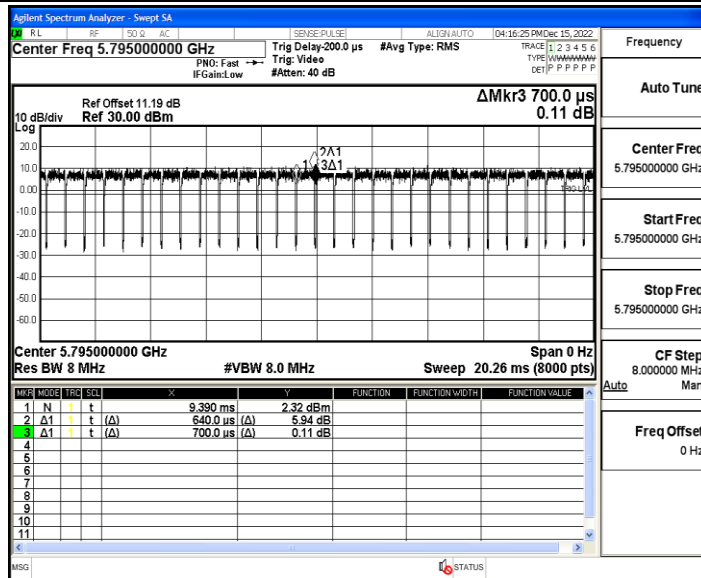 Agilent Spectrum Analyzer - Swept SA
RL RF 50 Ω AC SENSE:PULSE ALIGN AUTO 04:16:25 PM Dec 15, 2022
Center Freq 5.795000000 GHz
PNO: Fast
IFGain:Low
Trig Delay-200.0 µs
Trig: Video
#Atten: 40 dB
#Avg Type: RMS
TRACE 1 2 3 4 5 6
TYPE
DET P P P P P P
Ref Offset 11.19 dB
10 dB/div Ref 30.00 dBm
Log
ΔMkr3 700.0 µs
0.11 dB
20.0
10.0
0.00
-10.0
-20.0
-30.0
-40.0
-50.0
-60.0
2Δ1
1 3Δ1
TRIG LVL
Center 5.795000000 GHz Span 0 Hz
Res BW 8 MHz #VBW 8.0 MHz Sweep 20.26 ms (8000 pts)
MKR MODE TRC SCL X Y FUNCTION FUNCTION WIDTH FUNCTION VALUE
1 N 1 t 9.390 ms 2.32 dBm
2 Δ1 1 t (Δ) 640.0 µs (Δ) 5.94 dB
3 Δ1 1 t (Δ) 700.0 µs (Δ) 0.11 dB
4
5
6
7
8
9
10
11
MSG STATUS
Frequency
Auto Tune
Center Freq
5.795000000 GHz
Start Freq
5.795000000 GHz
Stop Freq
5.795000000 GHz
CF Step
8.000000 MHz
Auto Man
Freq Offset
0 Hz